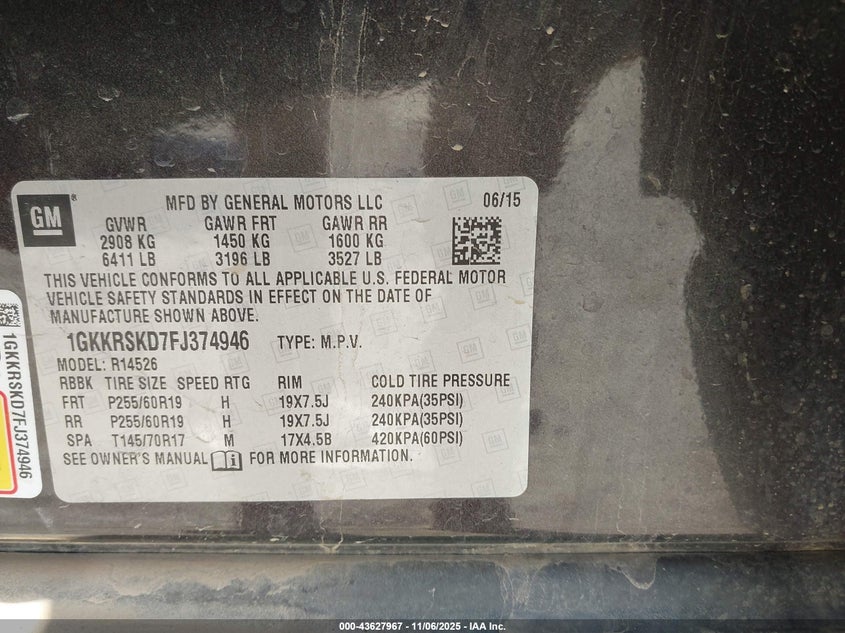 GM
MFD BY GENERAL MOTORS LLC 06/15
GVWR GAWR FRT GAWR RR
2908 KG 1450 KG 1600 KG
6411 LB 3196 LB 3527 LB
THIS VEHICLE CONFORMS TO ALL APPLICABLE U.S. FEDERAL MOTOR
VEHICLE SAFETY STANDARDS IN EFFECT ON THE DATE OF
MANUFACTURE SHOWN ABOVE.
1GKKRSKD7FJ374946 TYPE: M.P.V.
MODEL: R14526
RBBK TIRE SIZE SPEED RTG RIM COLD TIRE PRESSURE
FRT P255/60R19 H 19X7.5J 240KPA(35PSI)
RR P255/60R19 H 19X7.5J 240KPA(35PSI)
SPA T145/70R17 M 17X4.5B 420KPA(60PSI)
SEE OWNER'S MANUAL FOR MORE INFORMATION.
1GKKRSKD7FJ374946
000-43627967 - 11/06/2025 - IAA Inc.